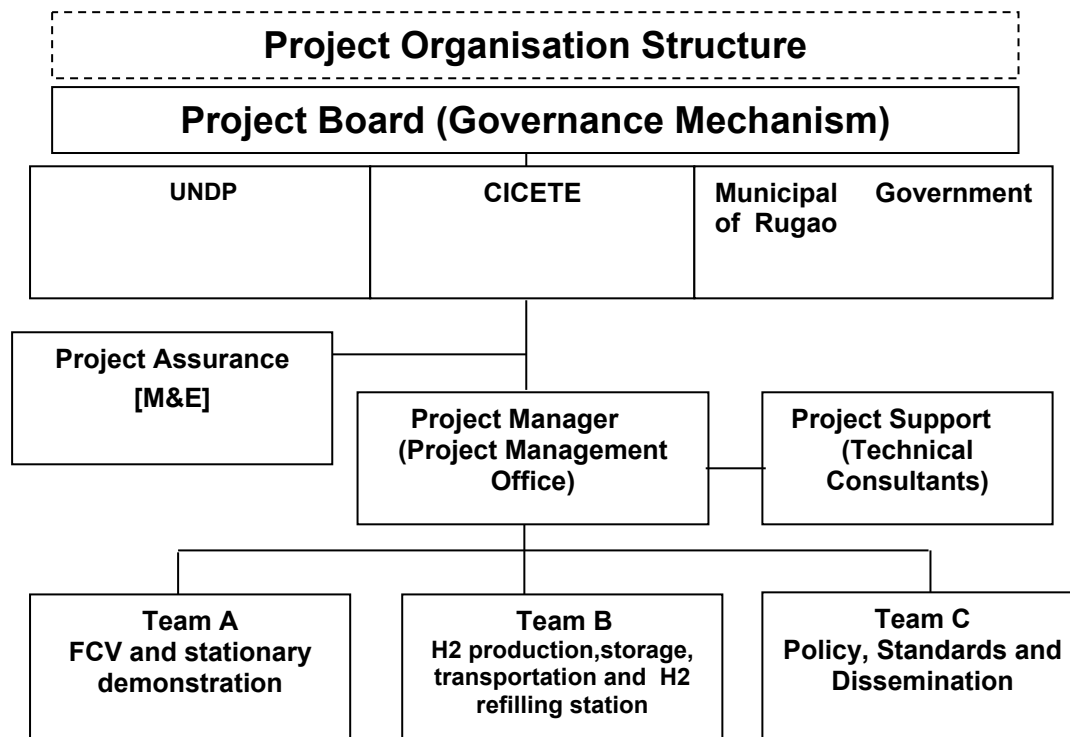 Project Organisation Structure
Project Board (Governance Mechanism)
UNDP
CICETE
Municipal Government
of Rugao
Project Assurance
[M&E]
Project Manager
(Project Management
Office)
Project Support
(Technical
Consultants)
Team A
FCV and stationary
demonstration
Team B
H2 production,storage,
transportation and H2
refilling station
Team C
Policy, Standards and
Dissemination